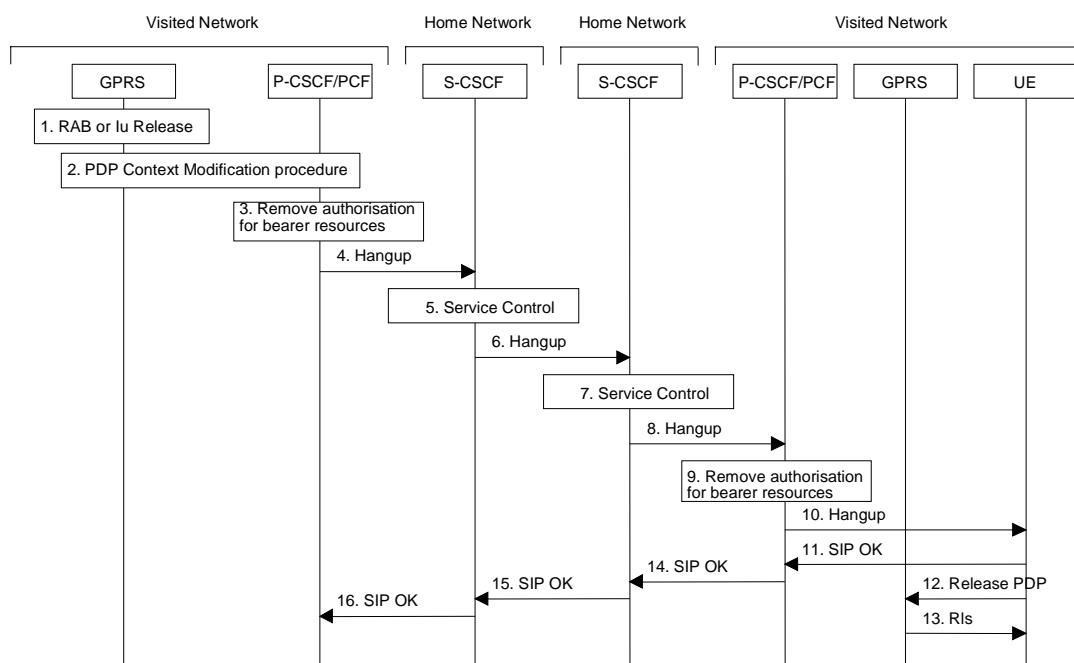 Visited Network
Home Network
Home Network
Visited Network
GPRS
P-CSCF/PCF
S-CSCF
S-CSCF
P-CSCF/PCF
GPRS
UE
1. RAB or Iu Release
2. PDP Context Modification procedure
3. Remove authorisation
for bearer resources
4. Hangup
5. Service Control
6. Hangup
7. Service Control
8. Hangup
9. Remove authorisation
for bearer resources
10. Hangup
11. SIP OK
14. SIP OK
12. Release PDP
15. SIP OK
16. SIP OK
13. Rls